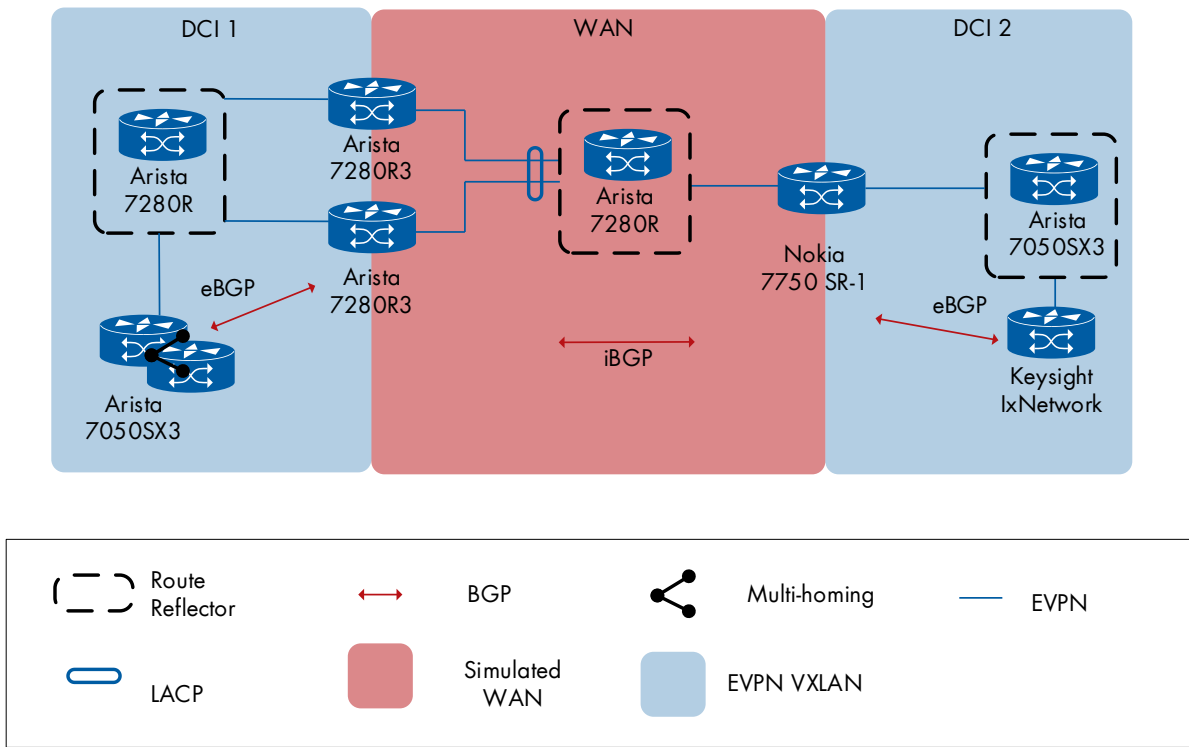 DCI 1
WAN
DCI 2
Arista
7280R
Arista
7280R3
Arista
7280R3
Arista
7280R
Nokia
7750 SR-1
Arista
7050SX3
eBGP
Arista
7050SX3
iBGP
eBGP
Keysight
IxNetwork
Route
Reflector
BGP
Multi-homing
EVPN
LACP
Simulated
WAN
EVPN VXLAN